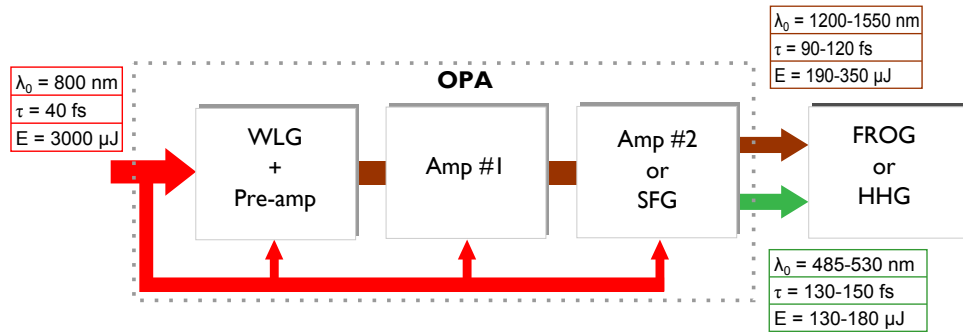 λ₀ = 1200-1550 nm
τ = 90-120 fs
E = 190-350 µJ
λ₀ = 800 nm
τ = 40 fs
E = 3000 µJ
OPA
WLG
+
Pre-amp
Amp #1
Amp #2
or
SFG
FROG
or
HHG
λ₀ = 485-530 nm
τ = 130-150 fs
E = 130-180 µJ